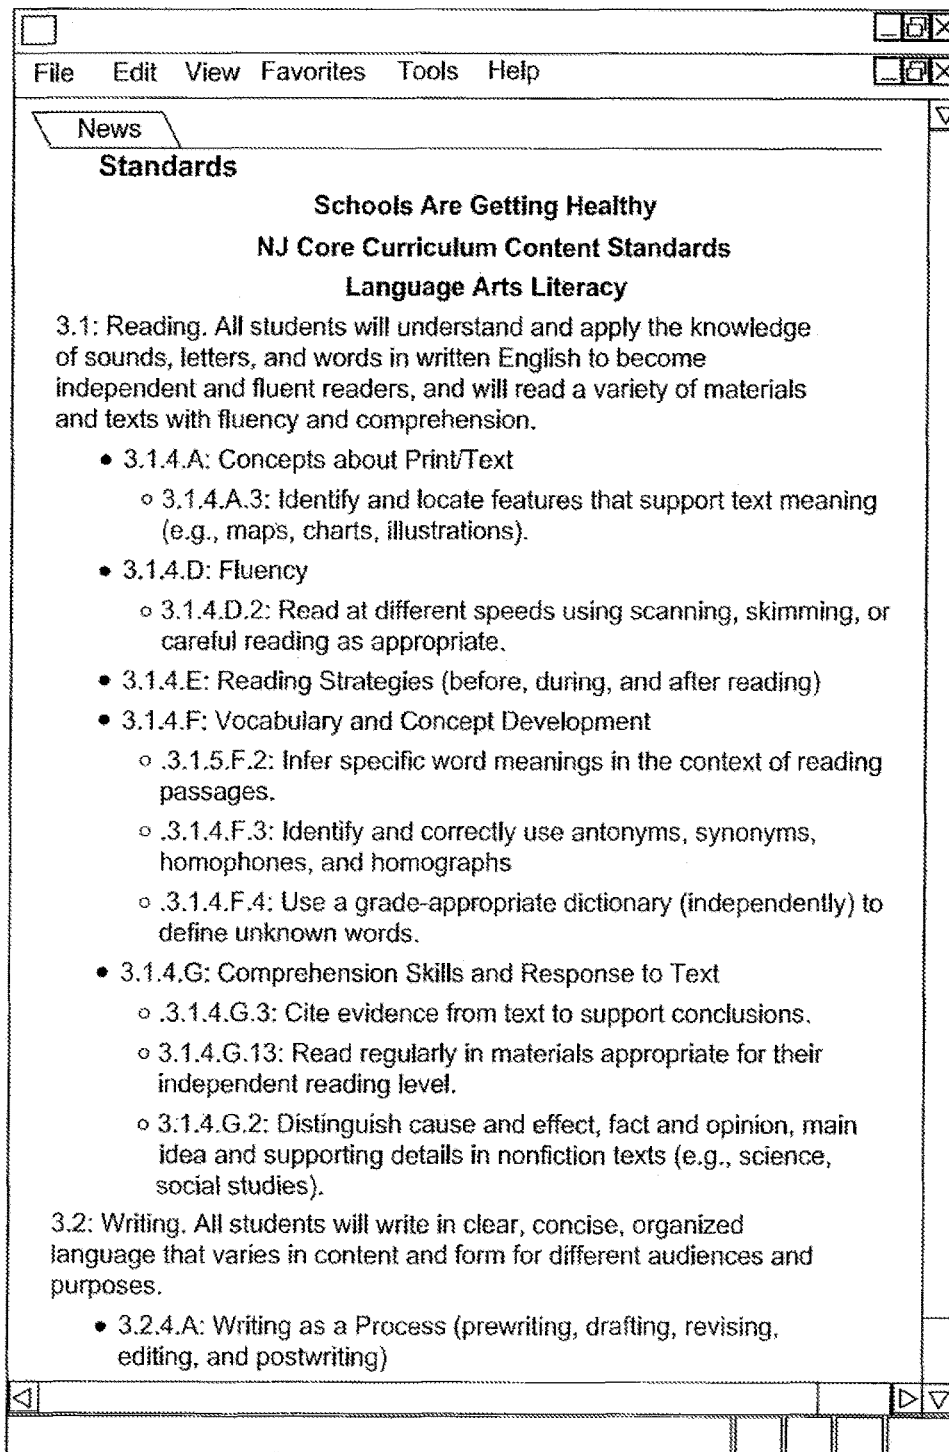 File Edit View Favorites Tools Help
News
Standards
Schools Are Getting Healthy
NJ Core Curriculum Content Standards
Language Arts Literacy
3.1: Reading. All students will understand and apply the knowledge
of sounds, letters, and words in written English to become
independent and fluent readers, and will read a variety of materials
and texts with fluency and comprehension.
• 3.1.4.A: Concepts about Print/Text
○ 3.1.4.A.3: Identify and locate features that support text meaning
(e.g., maps, charts, illustrations).
• 3.1.4.D: Fluency
○ 3.1.4.D.2: Read at different speeds using scanning, skimming, or
careful reading as appropriate.
• 3.1.4.E: Reading Strategies (before, during, and after reading)
• 3.1.4.F: Vocabulary and Concept Development
○ .3.1.5.F.2: Infer specific word meanings in the context of reading
passages.
○ .3.1.4.F.3: Identify and correctly use antonyms, synonyms,
homophones, and homographs
○ .3.1.4.F.4: Use a grade-appropriate dictionary (independently) to
define unknown words.
• 3.1.4.G: Comprehension Skills and Response to Text
○ .3.1.4.G.3: Cite evidence from text to support conclusions.
○ 3.1.4.G.13: Read regularly in materials appropriate for their
independent reading level.
○ 3.1.4.G.2: Distinguish cause and effect, fact and opinion, main
idea and supporting details in nonfiction texts (e.g., science,
social studies).
3.2: Writing. All students will write in clear, concise, organized
language that varies in content and form for different audiences and
purposes.
• 3.2.4.A: Writing as a Process (prewriting, drafting, revising,
editing, and postwriting)